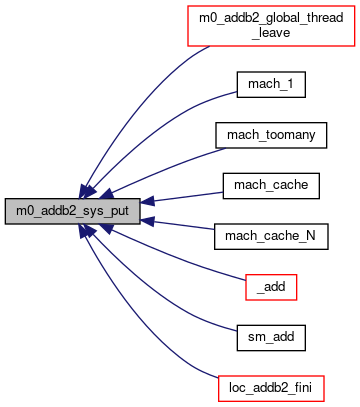 m0_addb2_global_thread
_leave
mach_1
mach_toomany
mach_cache
m0_addb2_sys_put
mach_cache_N
_add
sm_add
loc_addb2_fini